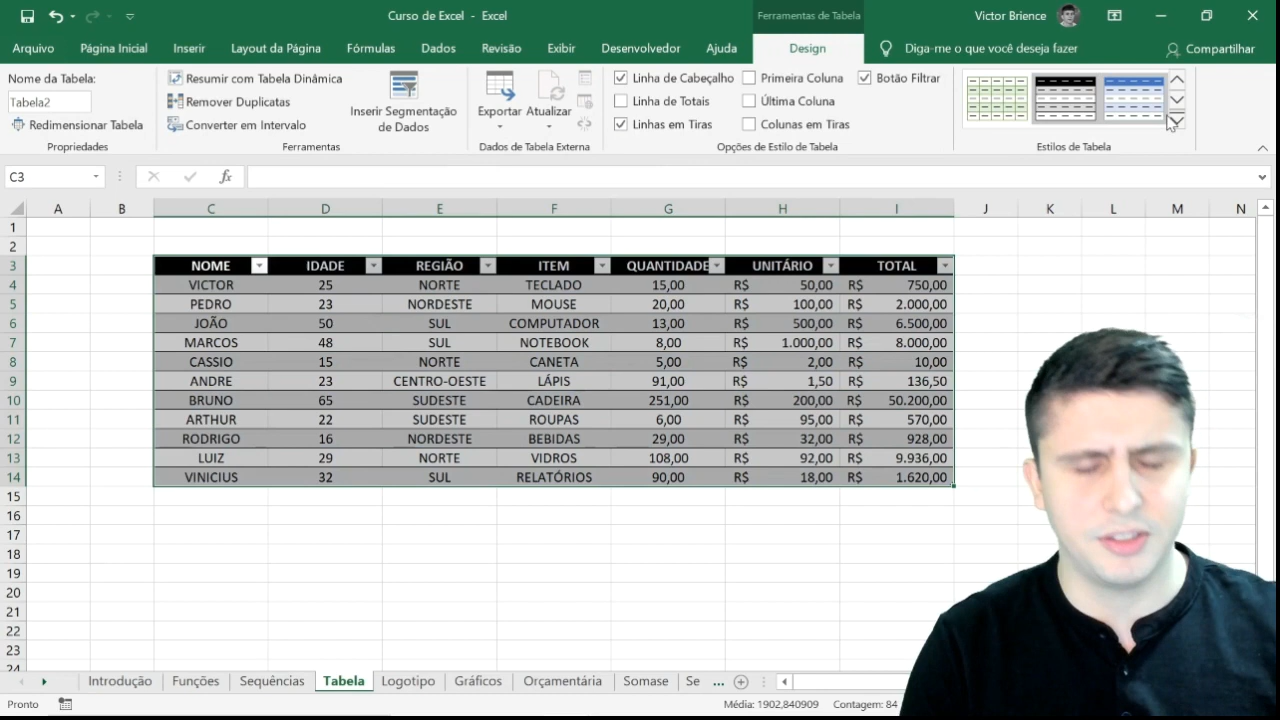 Curso de Excel - Excel
Ferramentas de Tabela
Victor Brience
Arquivo
Página Inicial
Inserir
Layout da Página
Fórmulas
Dados
Revisão
Exibir
Desenvolvedor
Ajuda
Design
Diga-me o que você deseja fazer
Compartilhar
Nome da Tabela:
Tabela2
Redimensionar Tabela
Propriedades
Resumir com Tabela Dinâmica
Remover Duplicatas
Converter em Intervalo
Inserir Segmentação
de Dados
Ferramentas
Exportar
Atualizar
Dados de Tabela Externa
Linha de Cabeçalho
Primeira Coluna
Botão Filtrar
Linha de Totais
Última Coluna
Linhas em Tiras
Colunas em Tiras
Opções de Estilo de Tabela
Estilos de Tabela
C3
fx
A B C D E F G H I J K L M N
1
2
3 NOME IDADE REGIÃO ITEM QUANTIDADE UNITÁRIO TOTAL
4 VICTOR 25 NORTE TECLADO 15,00 R$ 50,00 R$ 750,00
5 PEDRO 23 NORDESTE MOUSE 20,00 R$ 100,00 R$ 2.000,00
6 JOÃO 50 SUL COMPUTADOR 13,00 R$ 500,00 R$ 6.500,00
7 MARCOS 48 SUL NOTEBOOK 8,00 R$ 1.000,00 R$ 8.000,00
8 CASSIO 15 NORTE CANETA 5,00 R$ 2,00 R$ 10,00
9 ANDRE 23 CENTRO-OESTE LÁPIS 91,00 R$ 1,50 R$ 136,50
10 BRUNO 65 SUDESTE CADEIRA 251,00 R$ 200,00 R$ 50.200,00
11 ARTHUR 22 SUDESTE ROUPAS 6,00 R$ 95,00 R$ 570,00
12 RODRIGO 16 NORDESTE BEBIDAS 29,00 R$ 32,00 R$ 928,00
13 LUIZ 29 NORTE VIDROS 108,00 R$ 92,00 R$ 9.936,00
14 VINICIUS 32 SUL RELATÓRIOS 90,00 R$ 18,00 R$ 1.620,00
15
16
17
18
19
20
21
22
23
24
Introdução Funções Sequências Tabela Logotipo Gráficos Orçamentária Somase Se ...
Pronto
Média: 1902,840909 Contagem: 84